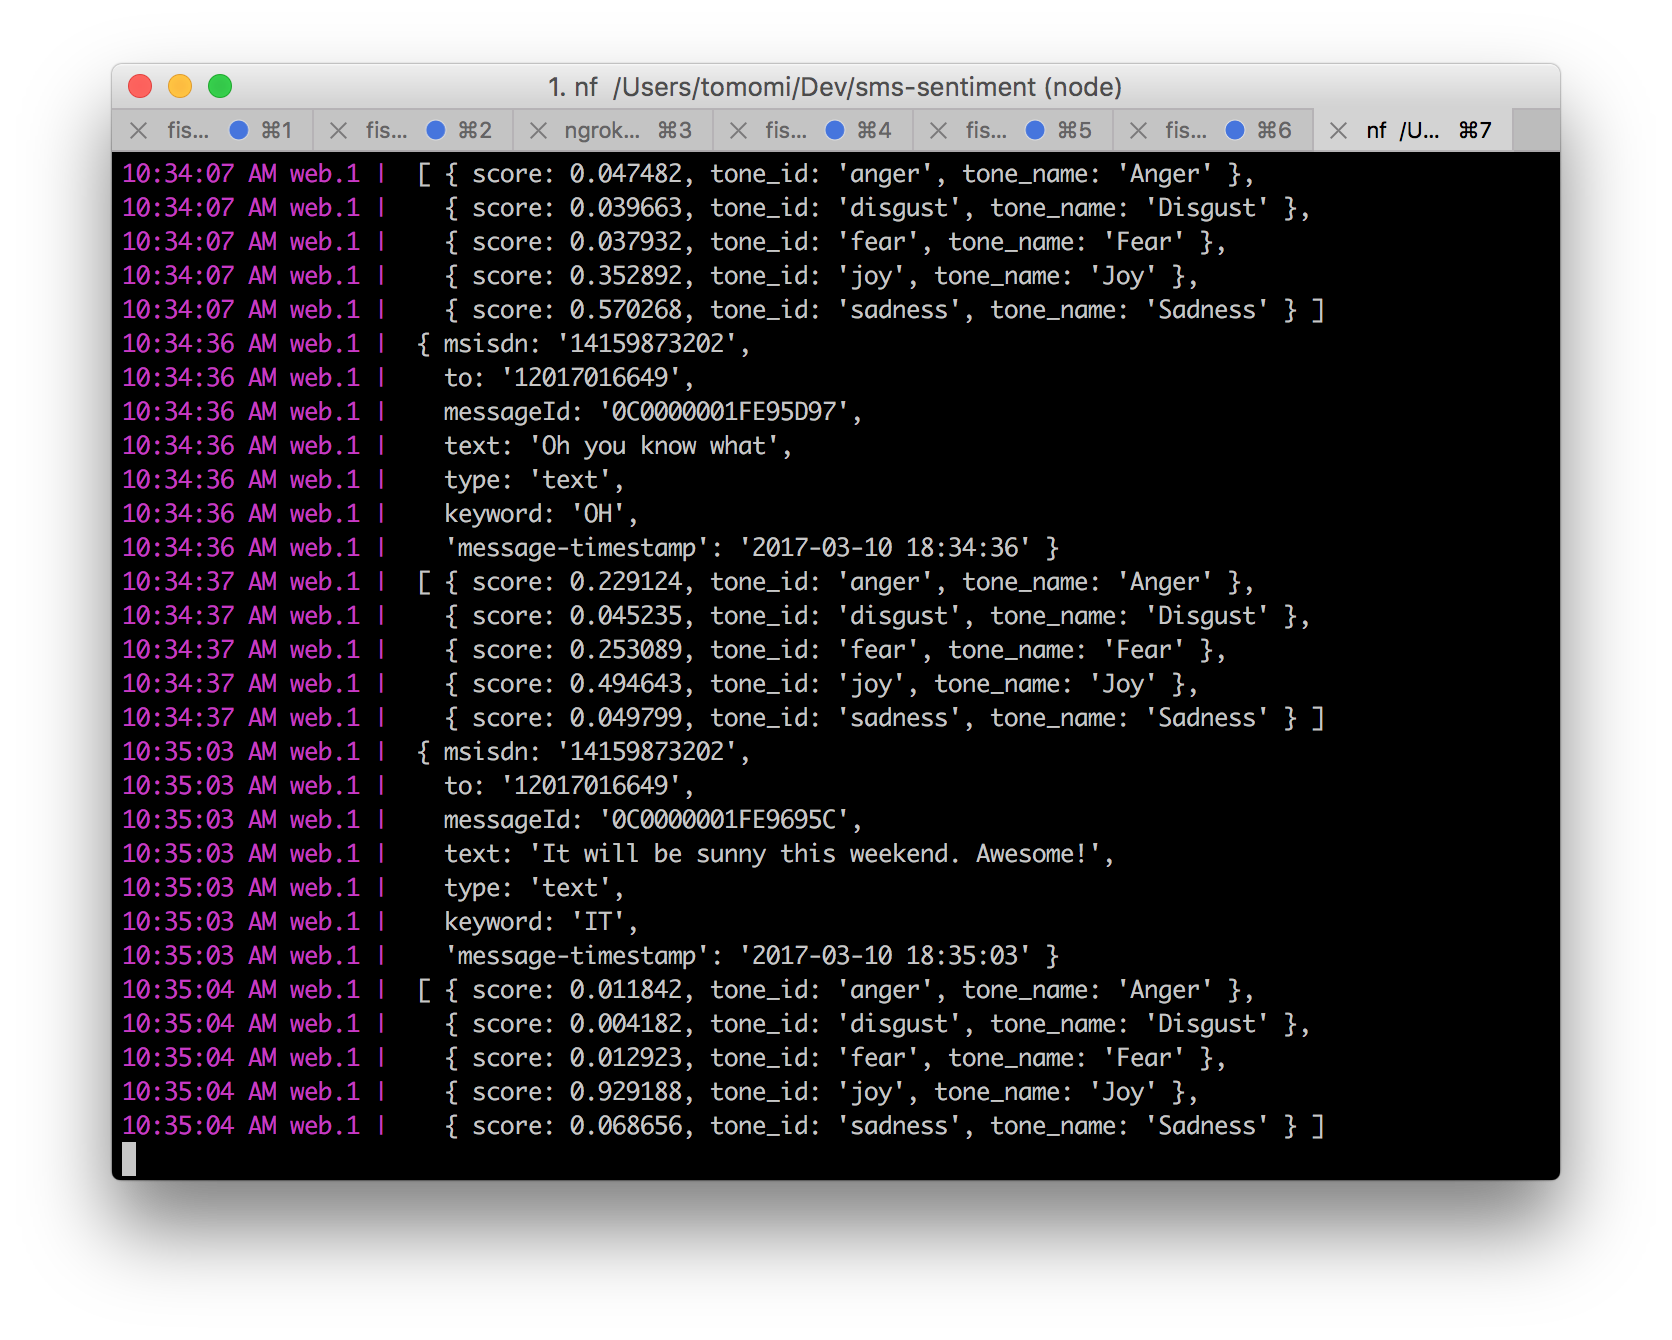 1. nf /Users/tomomi/Dev/sms-sentiment (node)
fis... ⌘1 fis... ⌘2 ngrok... ⌘3 fis... ⌘4 fis... ⌘5 fis... ⌘6 nf /U... ⌘7
10:34:07 AM web.1 | [ { score: 0.047482, tone_id: 'anger', tone_name: 'Anger' },
10:34:07 AM web.1 | { score: 0.039663, tone_id: 'disgust', tone_name: 'Disgust' },
10:34:07 AM web.1 | { score: 0.037932, tone_id: 'fear', tone_name: 'Fear' },
10:34:07 AM web.1 | { score: 0.352892, tone_id: 'joy', tone_name: 'Joy' },
10:34:07 AM web.1 | { score: 0.570268, tone_id: 'sadness', tone_name: 'Sadness' } ]
10:34:36 AM web.1 | { msisdn: '14159873202',
10:34:36 AM web.1 | to: '12017016649',
10:34:36 AM web.1 | messageId: '0C0000001FE95D97',
10:34:36 AM web.1 | text: 'Oh you know what',
10:34:36 AM web.1 | type: 'text',
10:34:36 AM web.1 | keyword: 'OH',
10:34:36 AM web.1 | 'message-timestamp': '2017-03-10 18:34:36' }
10:34:37 AM web.1 | [ { score: 0.229124, tone_id: 'anger', tone_name: 'Anger' },
10:34:37 AM web.1 | { score: 0.045235, tone_id: 'disgust', tone_name: 'Disgust' },
10:34:37 AM web.1 | { score: 0.253089, tone_id: 'fear', tone_name: 'Fear' },
10:34:37 AM web.1 | { score: 0.494643, tone_id: 'joy', tone_name: 'Joy' },
10:34:37 AM web.1 | { score: 0.049799, tone_id: 'sadness', tone_name: 'Sadness' } ]
10:35:03 AM web.1 | { msisdn: '14159873202',
10:35:03 AM web.1 | to: '12017016649',
10:35:03 AM web.1 | messageId: '0C0000001FE9695C',
10:35:03 AM web.1 | text: 'It will be sunny this weekend. Awesome!',
10:35:03 AM web.1 | type: 'text',
10:35:03 AM web.1 | keyword: 'IT',
10:35:03 AM web.1 | 'message-timestamp': '2017-03-10 18:35:03' }
10:35:04 AM web.1 | [ { score: 0.011842, tone_id: 'anger', tone_name: 'Anger' },
10:35:04 AM web.1 | { score: 0.004182, tone_id: 'disgust', tone_name: 'Disgust' },
10:35:04 AM web.1 | { score: 0.012923, tone_id: 'fear', tone_name: 'Fear' },
10:35:04 AM web.1 | { score: 0.929188, tone_id: 'joy', tone_name: 'Joy' },
10:35:04 AM web.1 | { score: 0.068656, tone_id: 'sadness', tone_name: 'Sadness' } ]